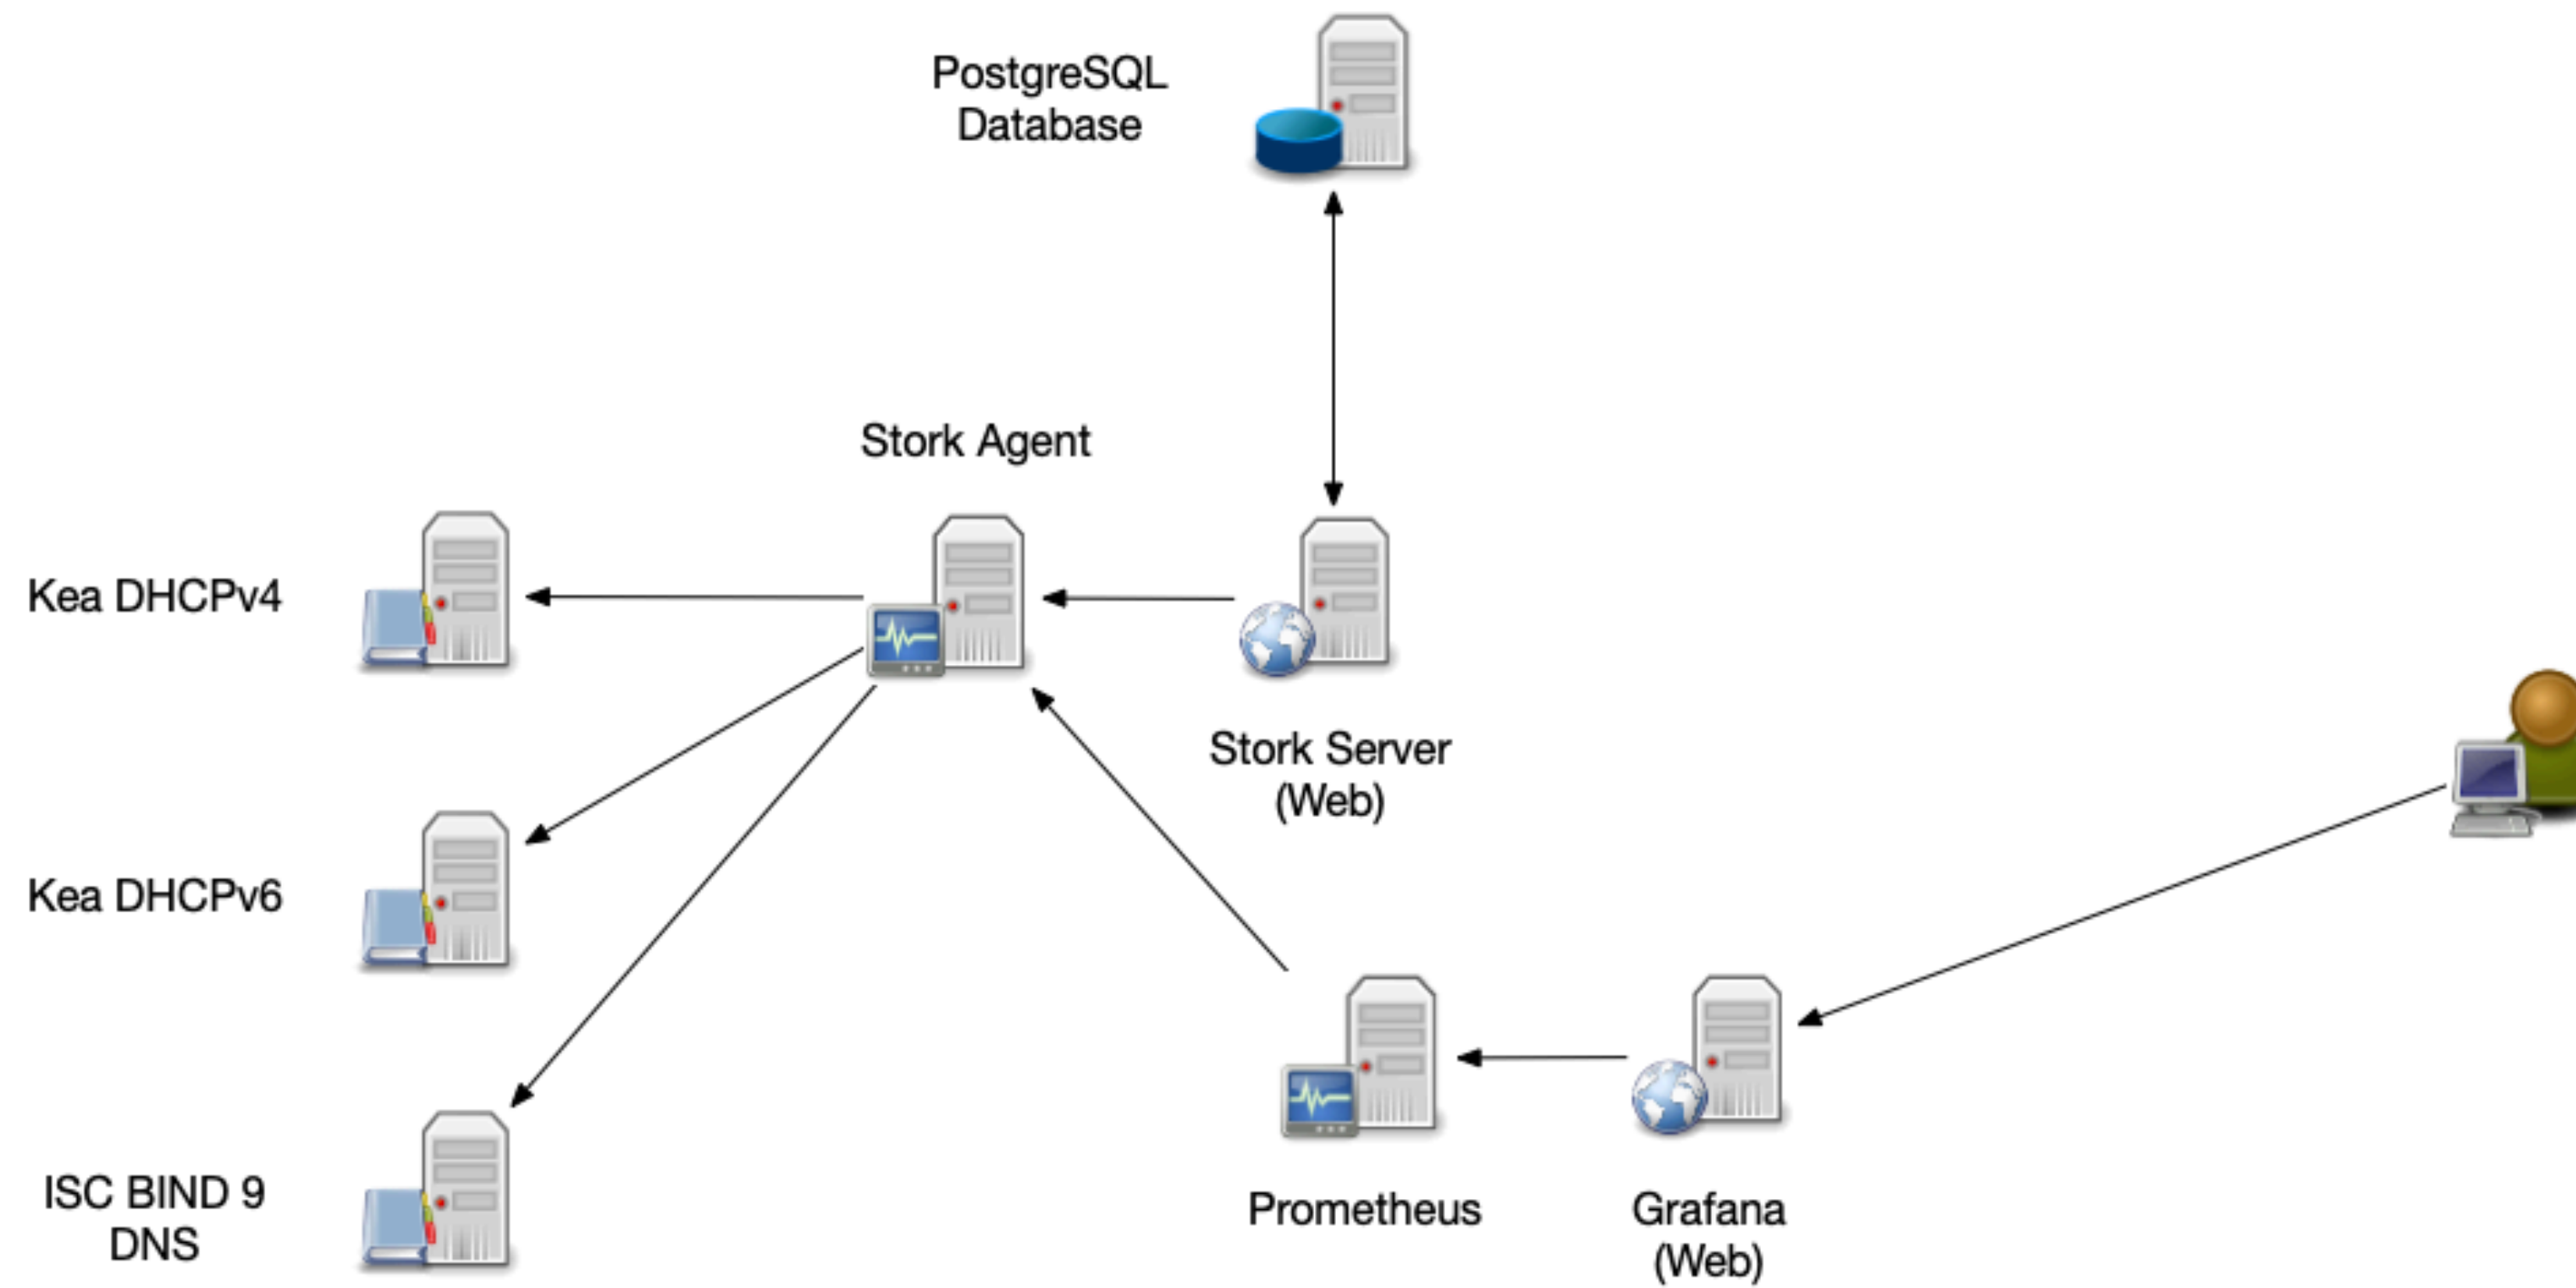 PostgreSQL
Database
Stork Agent
Kea DHCPv4
Stork Server
(Web)
Kea DHCPv6
ISC BIND 9
DNS
Prometheus
Grafana
(Web)